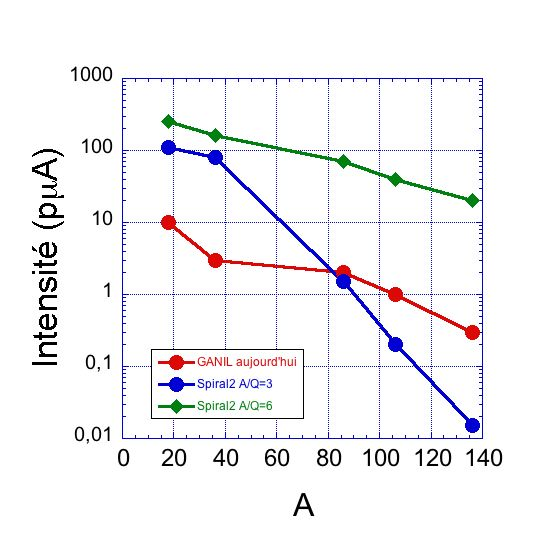 1000
100
10
1
0,1
0,01
Intensité (pµA)
GANIL aujourd'hui
Spiral2 A/Q=3
Spiral2 A/Q=6
0 20 40 60 80 100 120 140
A